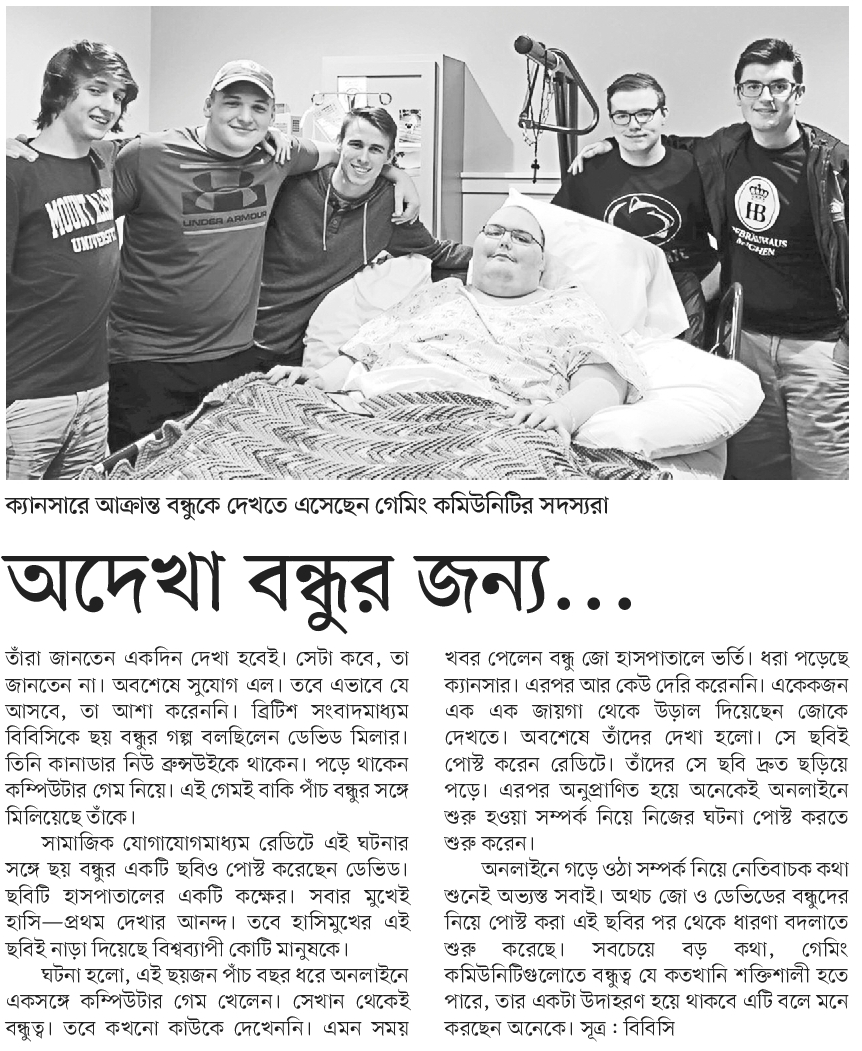 MOUNT
UNIVERSITY
UNDER ARMOUR
HB
MÜNCHEN
ক্যানসারে আক্রান্ত বন্ধুকে দেখতে এসেছেন গেমিং কমিউনিটির সদস্যরা
অদেখা বন্ধুর জন্য...
তাঁরা জানতেন একদিন দেখা হবেই। সেটা কবে, তা
জানতেন না। অবশেষে সুযোগ এল। তবে এভাবে যে
আসবে, তা আশা করেননি। ব্রিটিশ সংবাদমাধ্যম
বিবিসিকে ছয় বন্ধুর গল্প বলছিলেন ডেভিড মিলার।
তিনি কানাডার নিউ ব্রুন্সউইকে থাকেন। পড়ে থাকেন
কম্পিউটার গেম নিয়ে। এই গেমই বাকি পাঁচ বন্ধুর সঙ্গে
মিলিয়েছে তাঁকে।
সামাজিক যোগাযোগমাধ্যম রেডিটে এই ঘটনার
সঙ্গে ছয় বন্ধুর একটি ছবিও পোস্ট করেছেন ডেভিড।
ছবিটি হাসপাতালের একটি কক্ষের। সবার মুখেই
হাসি—প্রথম দেখার আনন্দ। তবে হাসিমুখের এই
ছবিই নাড়া দিয়েছে বিশ্বব্যাপী কোটি মানুষকে।
ঘটনা হলো, এই ছয়জন পাঁচ বছর ধরে অনলাইনে
একসঙ্গে কম্পিউটার গেম খেলেন। সেখান থেকেই
বন্ধুত্ব। তবে কখনো কাউকে দেখেননি। এমন সময়
খবর পেলেন বন্ধু জো হাসপাতালে ভর্তি। ধরা পড়েছে
ক্যানসার। এরপর আর কেউ দেরি করেননি। একেকজন
এক এক জায়গা থেকে উড়াল দিয়েছেন জোকে
দেখতে। অবশেষে তাঁদের দেখা হলো। সে ছবিই
পোস্ট করেন রেডিটে। তাঁদের সে ছবি দ্রুত ছড়িয়ে
পড়ে। এরপর অনুপ্রাণিত হয়ে অনেকেই অনলাইনে
শুরু হওয়া সম্পর্ক নিয়ে নিজের ঘটনা পোস্ট করতে
শুরু করেন।
অনলাইনে গড়ে ওঠা সম্পর্ক নিয়ে নেতিবাচক কথা
শুনেই অভ্যস্ত সবাই। অথচ জো ও ডেভিডের বন্ধুদের
নিয়ে পোস্ট করা এই ছবির পর থেকে ধারণা বদলাতে
শুরু করেছে। সবচেয়ে বড় কথা, গেমিং
কমিউনিটিগুলোতে বন্ধুত্ব যে কতখানি শক্তিশালী হতে
পারে, তার একটা উদাহরণ হয়ে থাকবে এটি বলে মনে
করছেন অনেকে। সূত্র : বিবিসি